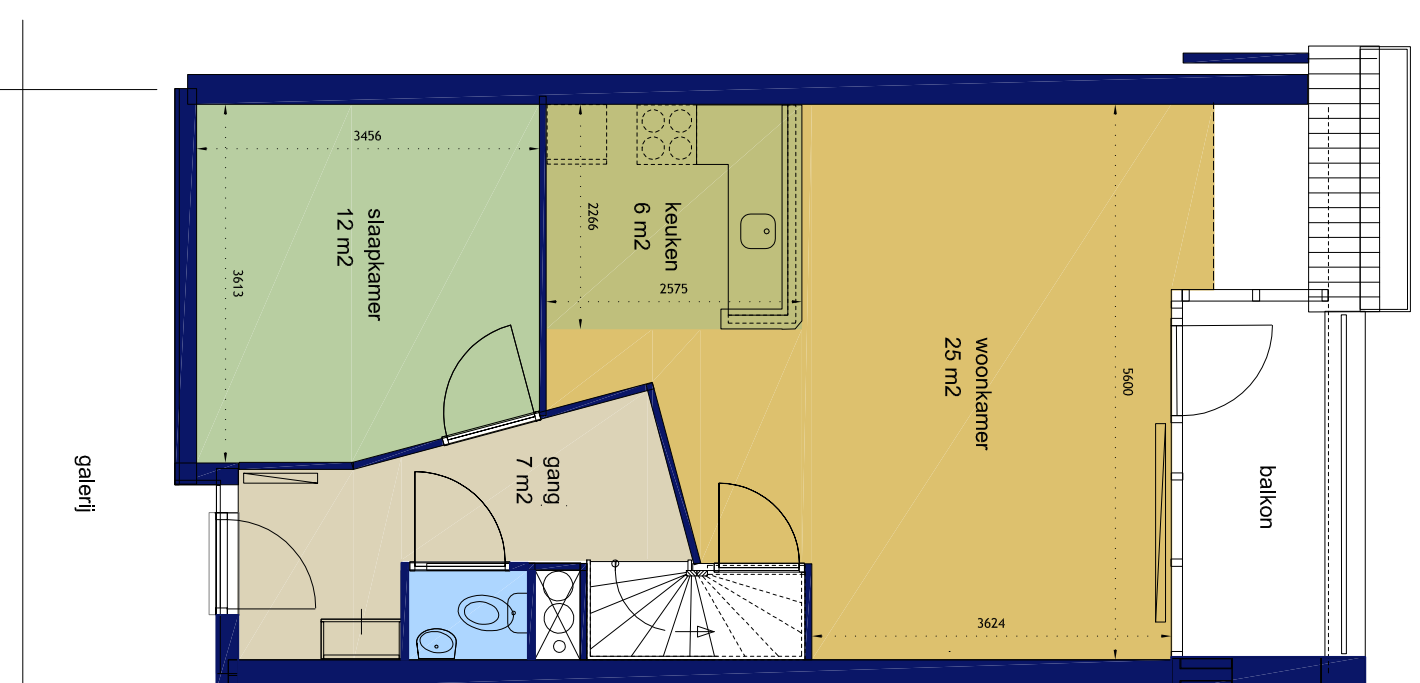 3456
slaapkamer
12 m2
3613
2266
keuken
6 m2
2575
woonkamer
25 m2
5600
gang
7 m2
galerij
balkon
3624